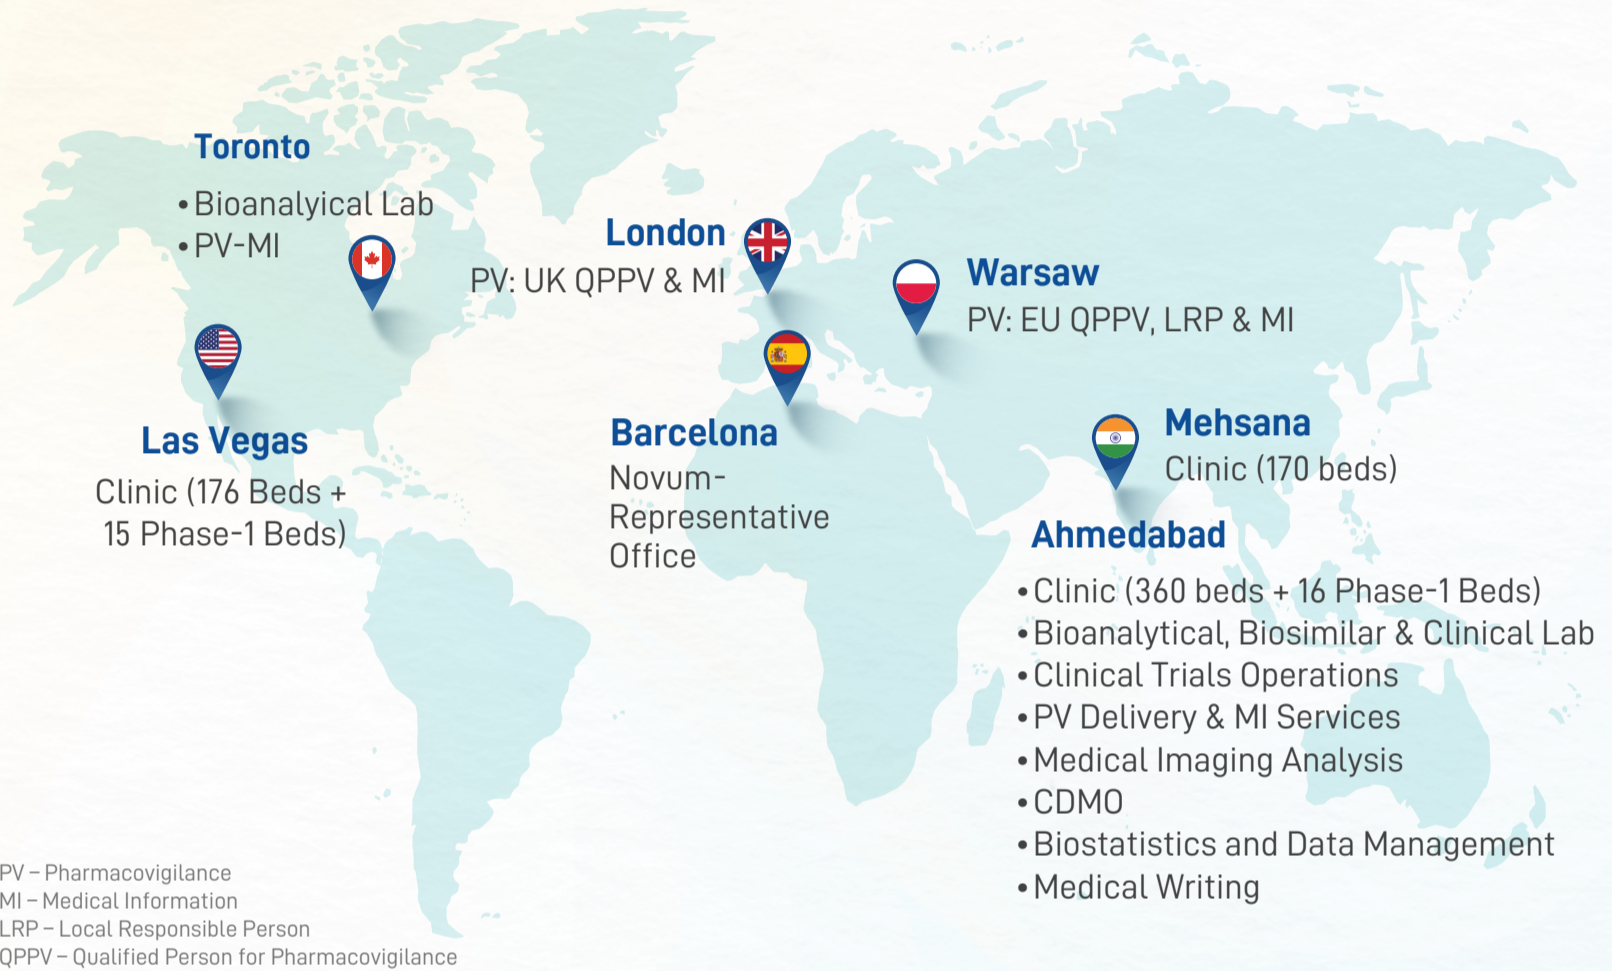 Toronto
• Bioanalyical Lab
• PV-MI
London
PV: UK QPPV & MI
Warsaw
PV: EU QPPV, LRP & MI
Las Vegas
Clinic (176 Beds +
15 Phase-1 Beds)
Barcelona
Novum-
Representative
Office
Mehsana
Clinic (170 beds)
Ahmedabad
• Clinic (360 beds + 16 Phase-1 Beds)
• Bioanalytical, Biosimilar & Clinical Lab
• Clinical Trials Operations
• PV Delivery & MI Services
• Medical Imaging Analysis
• CDMO
• Biostatistics and Data Management
• Medical Writing
PV – Pharmacovigilance
MI – Medical Information
LRP – Local Responsible Person
QPPV – Qualified Person for Pharmacovigilance